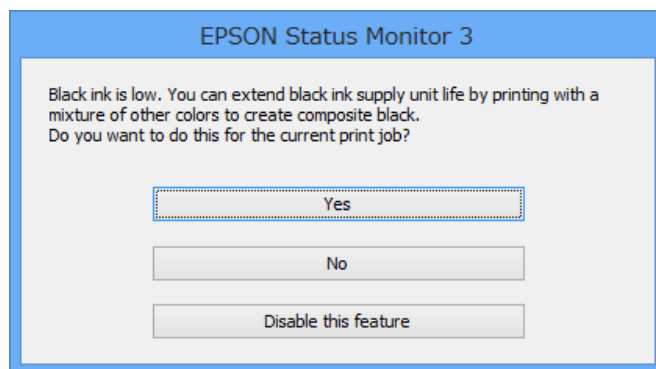 EPSON Status Monitor 3
Black ink is low. You can extend black ink supply unit life by printing with a
mixture of other colors to create composite black.
Do you want to do this for the current print job?
Yes
No
Disable this feature